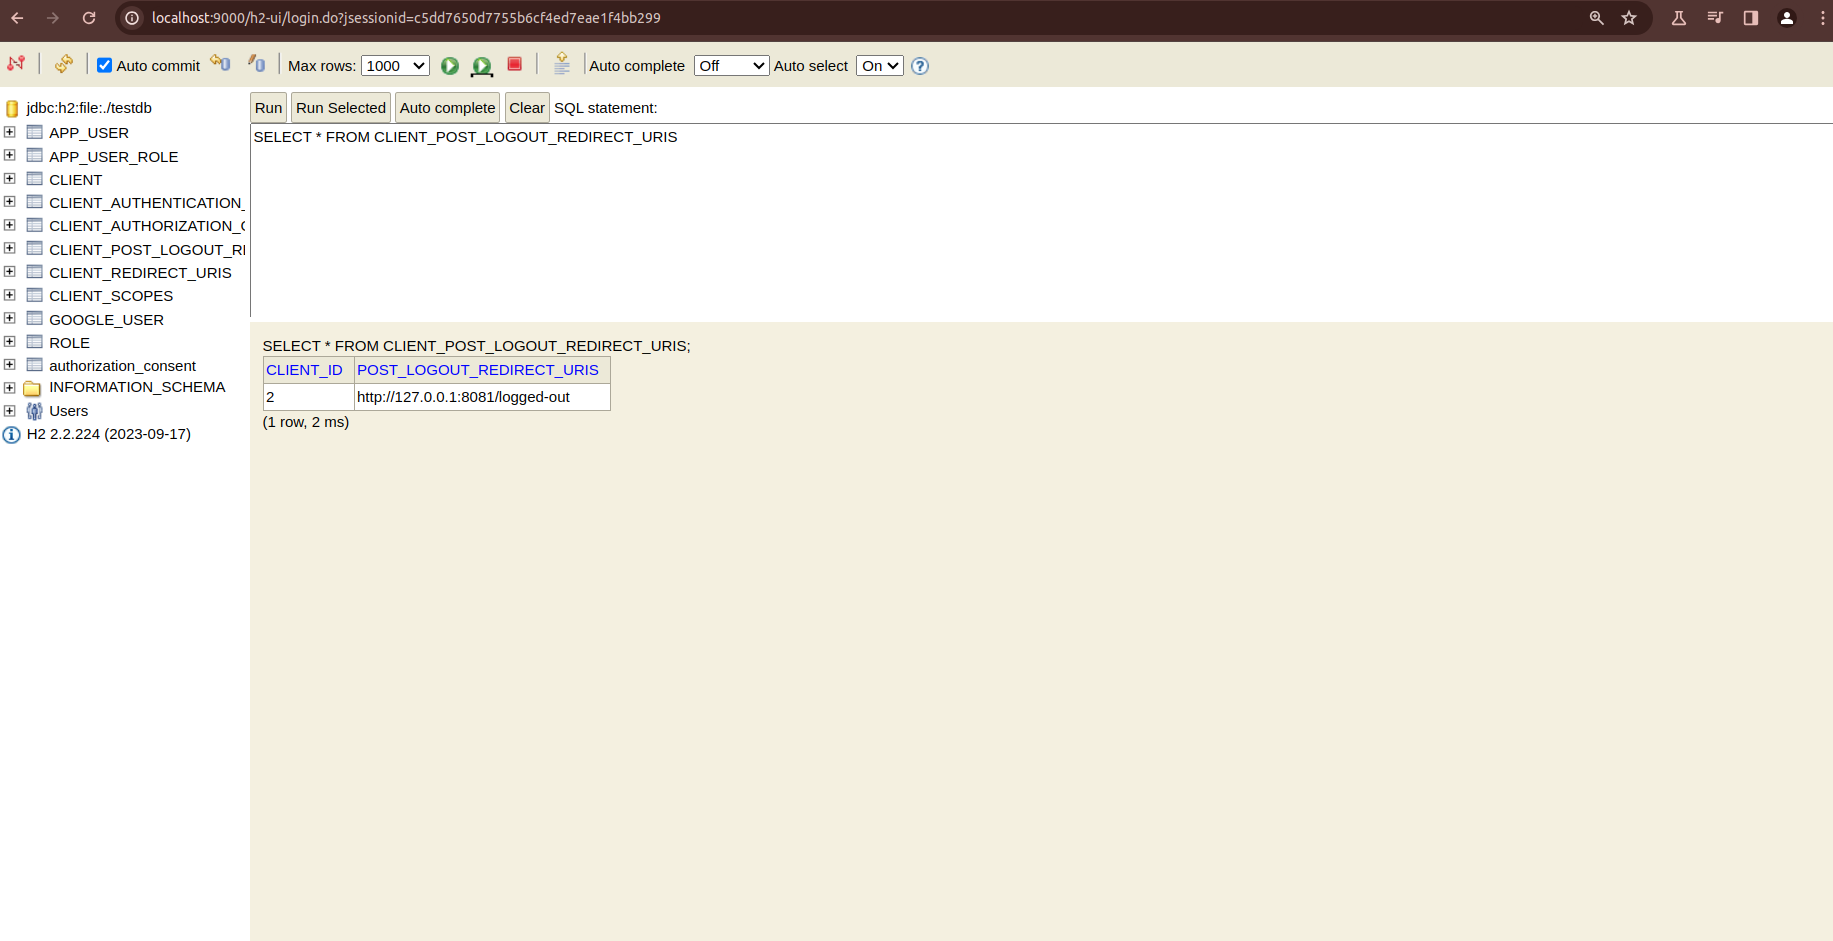 localhost:9000/h2-ui/login.do?jsessionid=c5dd7650d7755b6cf4ed7eae1f4bb299
Auto commit Max rows: 1000 Auto complete Off Auto select On ?
jdbc:h2:file:./testdb
APP_USER
APP_USER_ROLE
CLIENT
CLIENT_AUTHENTICATION_
CLIENT_AUTHORIZATION_G
CLIENT_POST_LOGOUT_RE
CLIENT_REDIRECT_URIS
CLIENT_SCOPES
GOOGLE_USER
ROLE
authorization_consent
INFORMATION_SCHEMA
Users
H2 2.2.224 (2023-09-17)
Run Run Selected Auto complete Clear SQL statement:
SELECT * FROM CLIENT_POST_LOGOUT_REDIRECT_URIS
SELECT * FROM CLIENT_POST_LOGOUT_REDIRECT_URIS;
CLIENT_ID POST_LOGOUT_REDIRECT_URIS
2 http://127.0.0.1:8081/logged-out
(1 row, 2 ms)